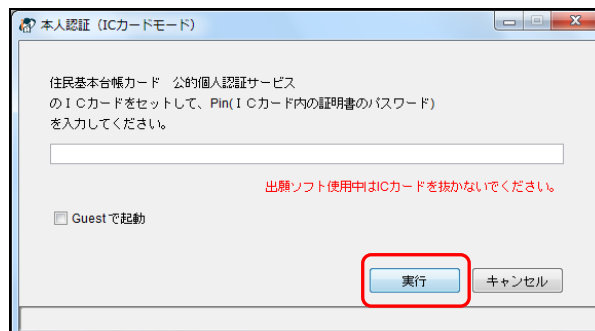 本人認証（ICカードモード）
住民基本台帳カード　公的個人認証サービス
のＩＣカードをセットして、Pin(ＩＣカード内の証明書のパスワード)
を入力してください。
出願ソフト使用中はICカードを抜かないでください。
Guestで起動
実行
キャンセル